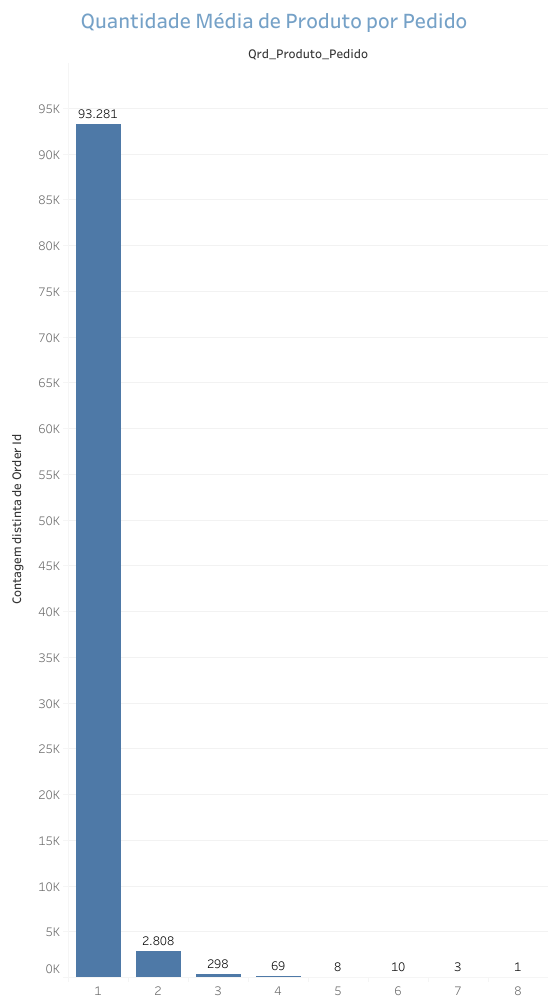 Quantidade Média de Produto por Pedido
Qrd_Produto_Pedido
95K
93.281
90K
85K
80K
75K
70K
65K
60K
55K
Contagem distinta de Order Id
50K
45K
40K
35K
30K
25K
20K
15K
10K
5K
2.808
0K
298
69
8
10
3
1
1 2 3 4 5 6 7 8